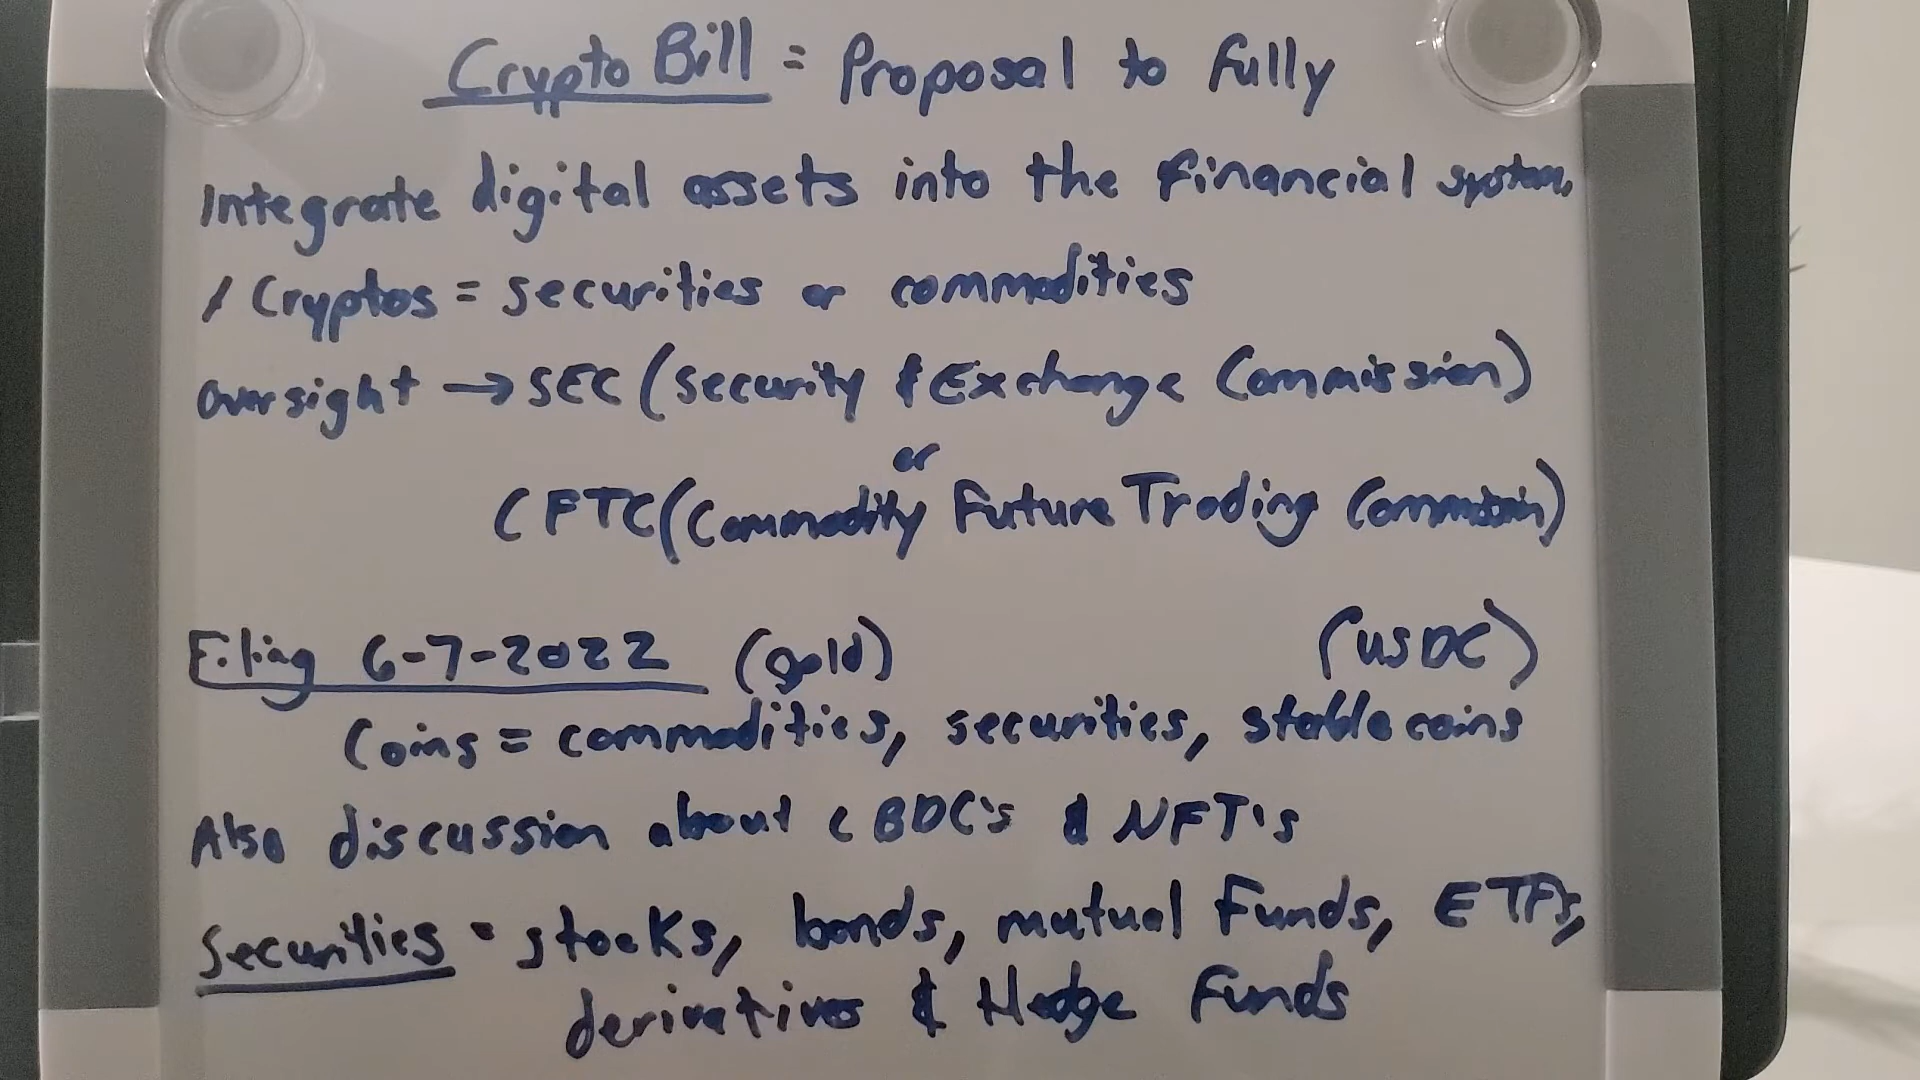 Crypto Bill = Proposal to fully
Integrate digital assets into the financial system.
/ Cryptos = securities or commodities
oversight → SEC (Security & Exchange Commission)
or
CFTC (Commodity Future Trading Commission)
Filing 6-7-2022 (gold) (USDC)
Coins = commodities, securities, stable coins
Also discussion about CBDC's & NFT's
Securities = stocks, bonds, mutual funds, ETFs,
derivatives & Hedge Funds